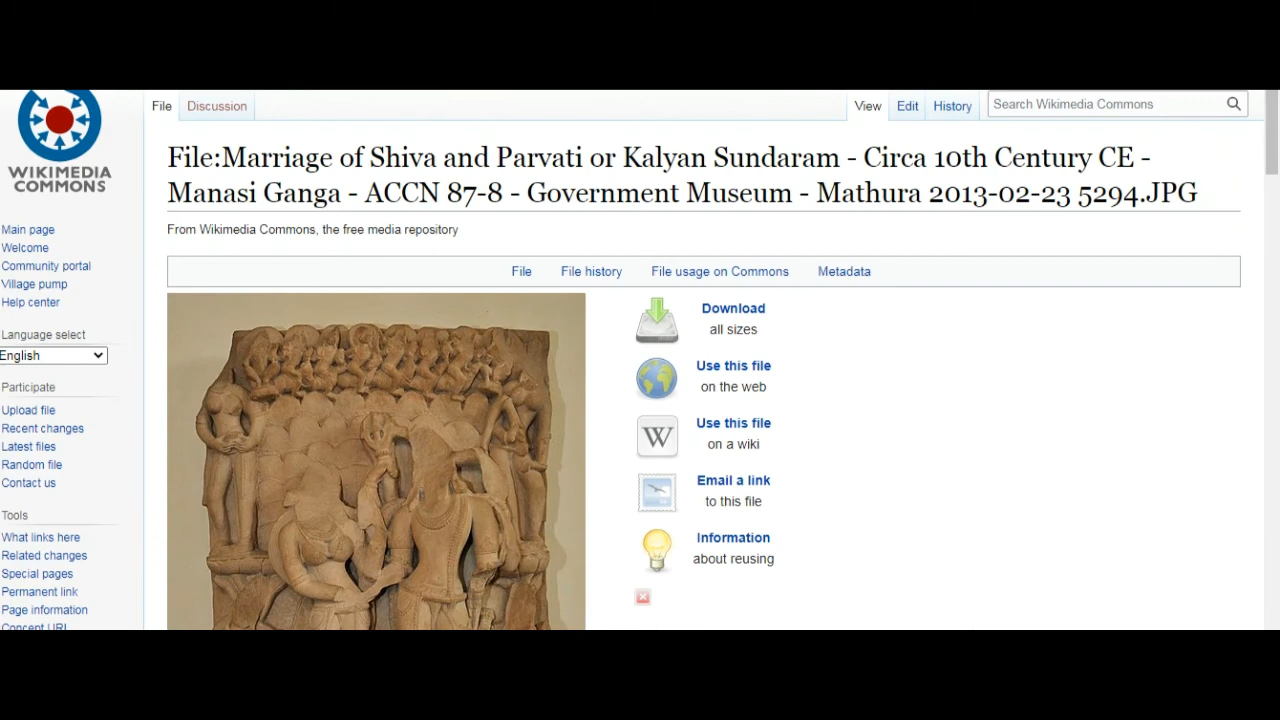 File
Discussion
View
Edit
History
Search Wikimedia Commons
WIKIMEDIA
COMMONS
File:Marriage of Shiva and Parvati or Kalyan Sundaram - Circa 10th Century CE -
Manasi Ganga - ACCN 87-8 - Government Museum - Mathura 2013-02-23 5294.JPG
From Wikimedia Commons, the free media repository
Main page
Welcome
Community portal
Village pump
Help center
Language select
English
Participate
Upload file
Recent changes
Latest files
Random file
Contact us
Tools
What links here
Related changes
Special pages
Permanent link
Page information
Concept URI
File
File history
File usage on Commons
Metadata
Download
all sizes
Use this file
on the web
W
Use this file
on a wiki
Email a link
to this file
Information
about reusing